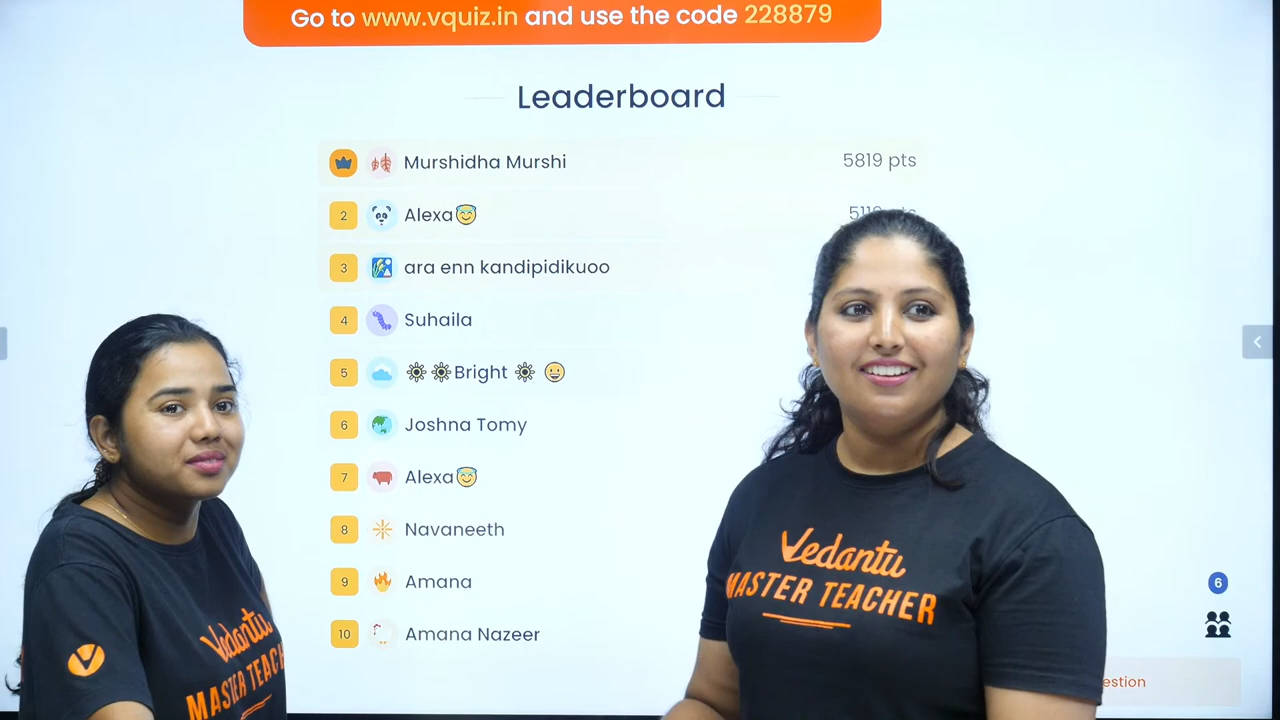 Go to www.vquiz.in and use the code 228879
Leaderboard
Murshidha Murshi 5819 pts
2 Alexa😇
3 ara enn kandipidikuoo
4 Suhaila
5 🔅🔅Bright 🔅 😀
6 Joshna Tomy
7 Alexa😇
8 Navaneeth
9 Amana
10 Amana Nazeer
6
Vedantu
MASTER TEACHER
V
Vedantu
MASTER